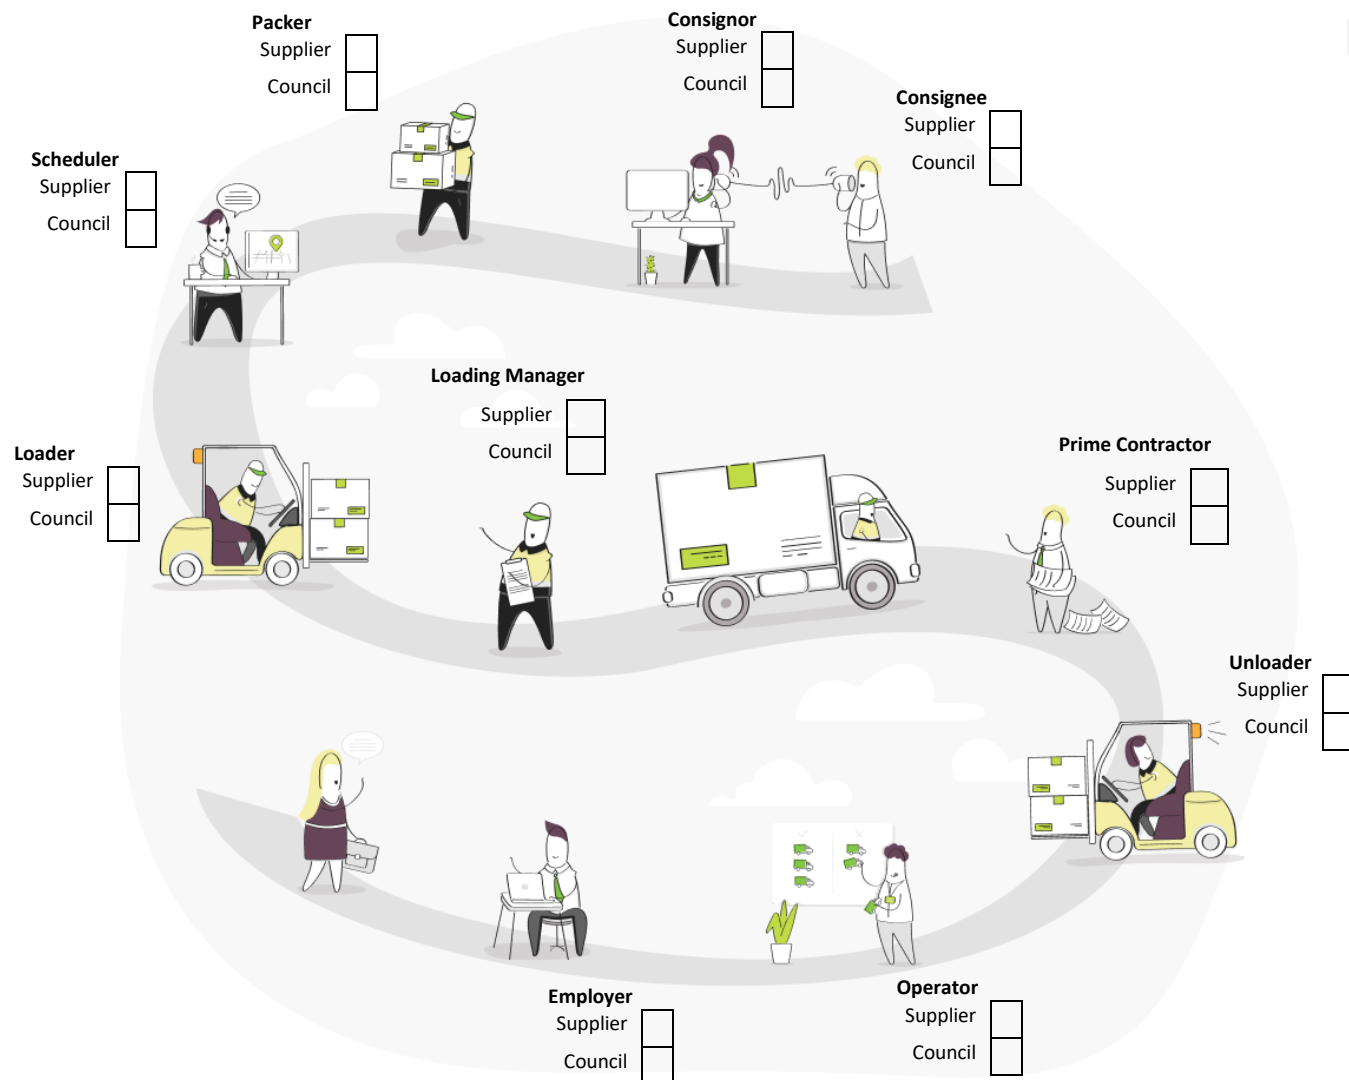 Packer
Supplier
Council
Consignor
Supplier
Council
Consignee
Supplier
Council
Scheduler
Supplier
Council
Loading Manager
Supplier
Council
Loader
Supplier
Council
Prime Contractor
Supplier
Council
Unloader
Supplier
Council
Employer
Supplier
Council
Operator
Supplier
Council